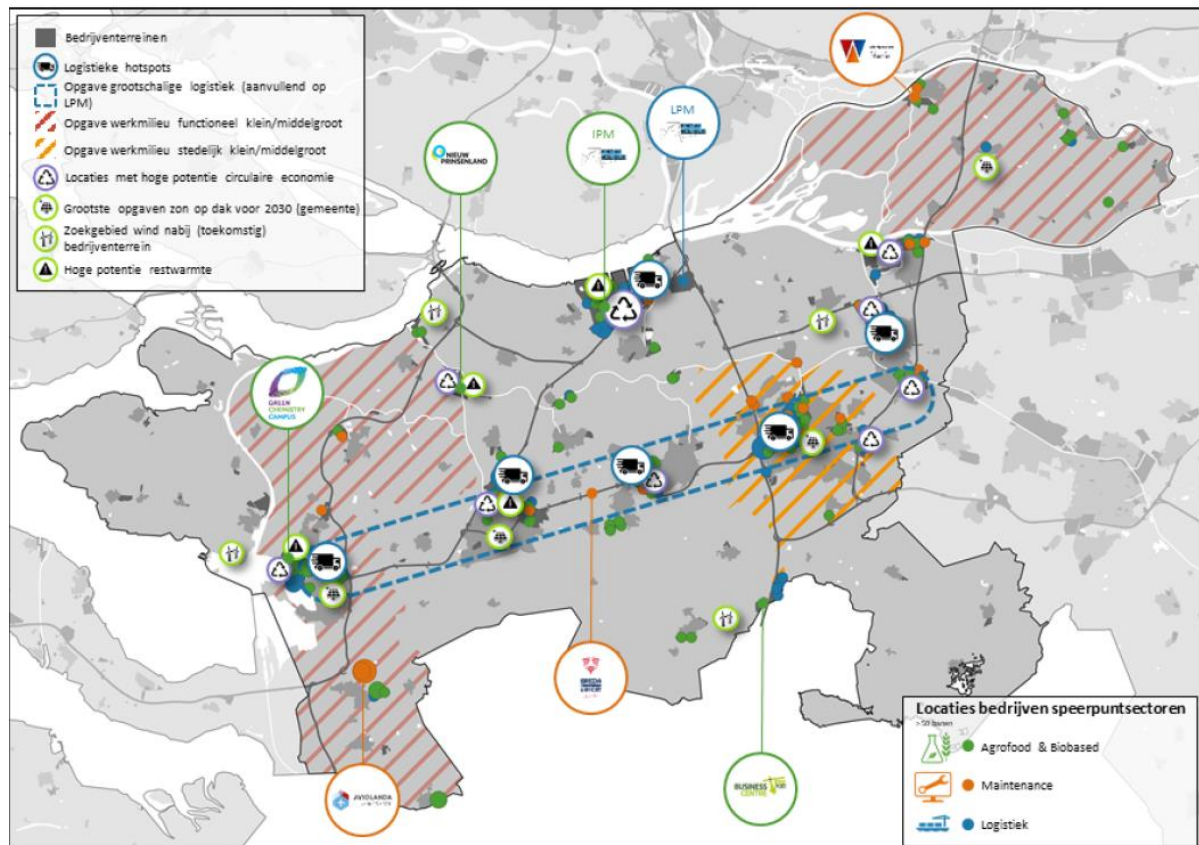 Bedrijventerreinen
Logistieke hotspots
Opgave grootschalige logistiek (aanvullend op
LPM)
Opgave werkmilieu functioneel klein/middelgroot
Opgave werkmilieu stedelijk klein/middelgroot
Locaties met hoge potentie circulaire economie
Grootste opgaven zon op dak voor 2030 (gemeente)
Zoekgebied wind nabij (toekomstig)
bedrijventerrein
Hoge potentie restwarmte
NIEUW
PRINSENLAND
IPM
LPM
GREEN
CHEMISTRY
CAMPUS
AVIOLANDA
BREDA
BUSINESS
CENTRE
Locaties bedrijven speerpuntsectoren
>50 banen
Agrofood & Biobased
Maintenance
Logistiek